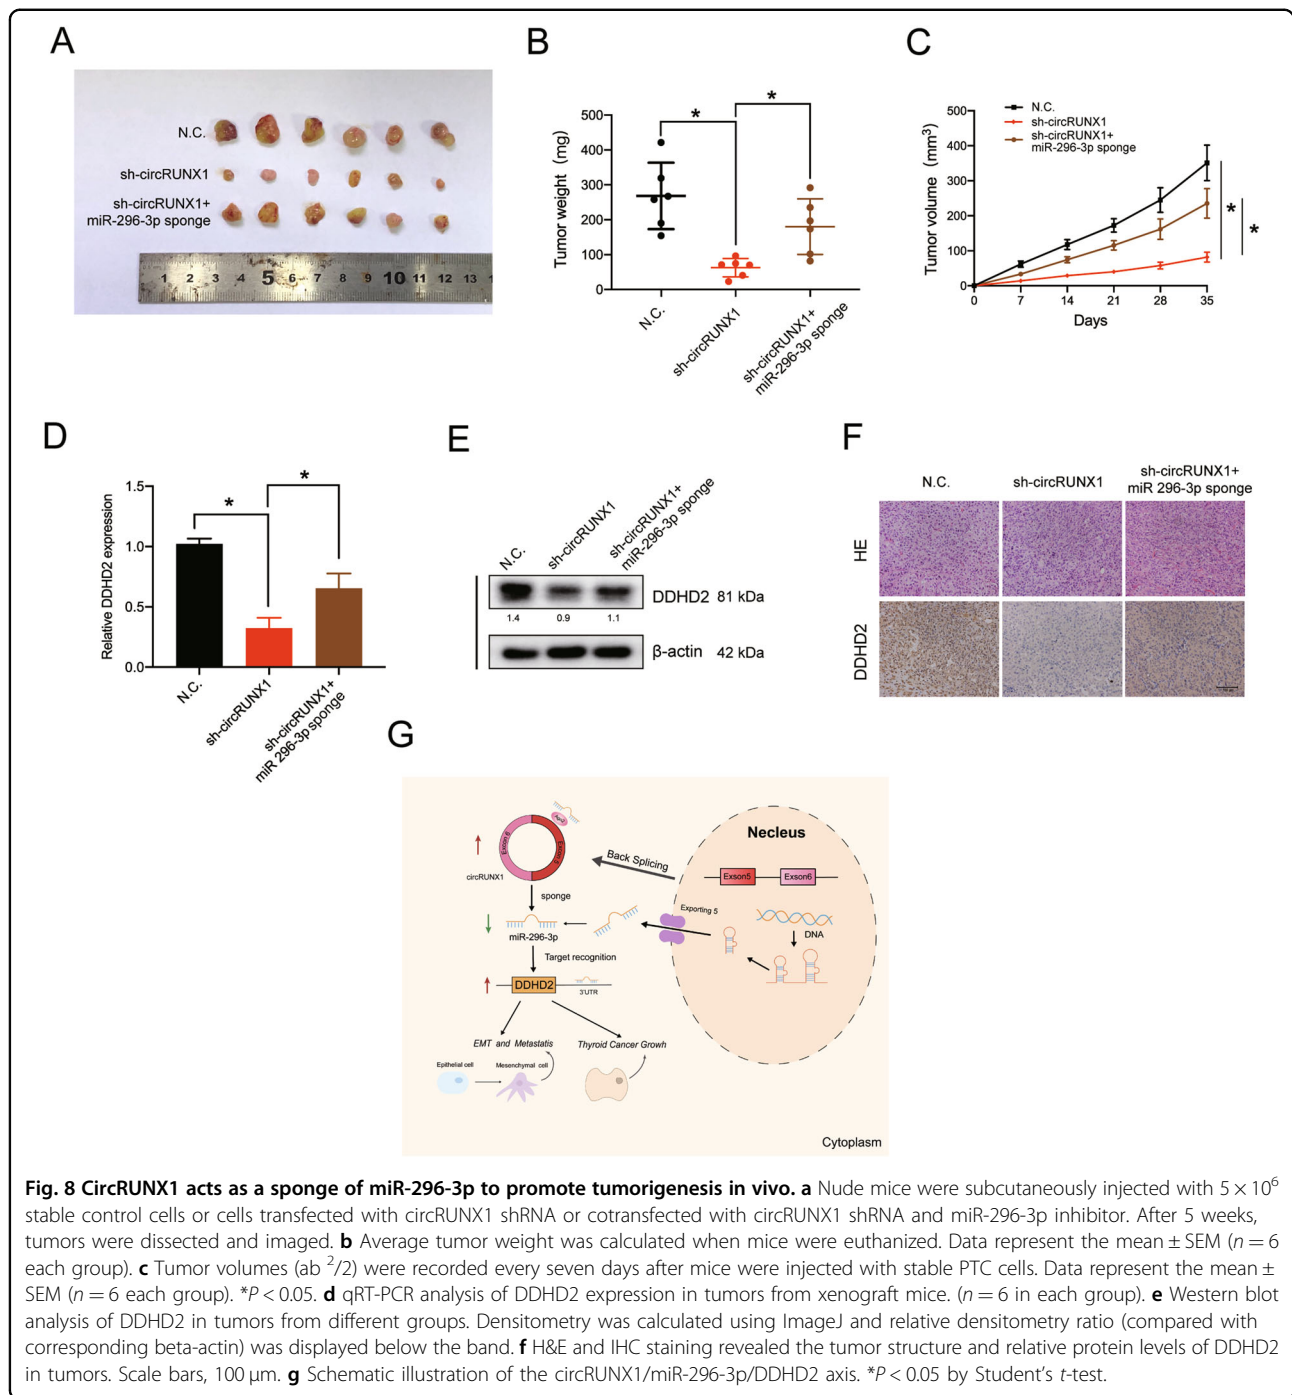 A
N.C.
sh-circRUNX1
sh-circRUNX1+
miR-296-3p sponge
1 2 3 4 5 6 7 8 9 10 11 12 13
B
Tumor weight (mg)
500
400
300
200
100
0
*
*
N.C.
sh-circRUNX1
sh-circRUNX1+
miR-296-3p sponge
C
Tumor volume (mm³)
500
400
300
200
100
0
N.C.
sh-circRUNX1
sh-circRUNX1+
miR-296-3p sponge
*
*
0 7 14 21 28 35
Days
D
Relative DDHD2 expression
1.5
1.0
0.5
0.0
*
*
N.C.
sh-circRUNX1
sh-circRUNX1+
miR 296-3p sponge
E
N.C.
sh-circRUNX1
sh-circRUNX1+
miR-296-3p sponge
DDHD2 81 kDa
1.4 0.9 1.1
β-actin 42 kDa
F
N.C.
sh-circRUNX1
sh-circRUNX1+
miR 296-3p sponge
HE
DDHD2
G
Exson 6
Exson 5
Ago2
circRUNX1
Back Splicing
Necleus
Exson5
Exson6
sponge
miR-296-3p
Exporting 5
DNA
Target recognition
DDHD2
3'UTR
EMT and Metastatis
Thyroid Cancer Growh
Epithelial cell
Mesenchymal cell
Cytoplasm
Fig. 8 CircRUNX1 acts as a sponge of miR-296-3p to promote tumorigenesis in vivo. a Nude mice were subcutaneously injected with 5 × 10⁶
stable control cells or cells transfected with circRUNX1 shRNA or cotransfected with circRUNX1 shRNA and miR-296-3p inhibitor. After 5 weeks,
tumors were dissected and imaged. b Average tumor weight was calculated when mice were euthanized. Data represent the mean ± SEM (n = 6
each group). c Tumor volumes (ab ²/2) were recorded every seven days after mice were injected with stable PTC cells. Data represent the mean ±
SEM (n = 6 each group). *P < 0.05. d qRT-PCR analysis of DDHD2 expression in tumors from xenograft mice. (n = 6 in each group). e Western blot
analysis of DDHD2 in tumors from different groups. Densitometry was calculated using ImageJ and relative densitometry ratio (compared with
corresponding beta-actin) was displayed below the band. f H&E and IHC staining revealed the tumor structure and relative protein levels of DDHD2
in tumors. Scale bars, 100 μm. g Schematic illustration of the circRUNX1/miR-296-3p/DDHD2 axis. *P < 0.05 by Student's t-test.